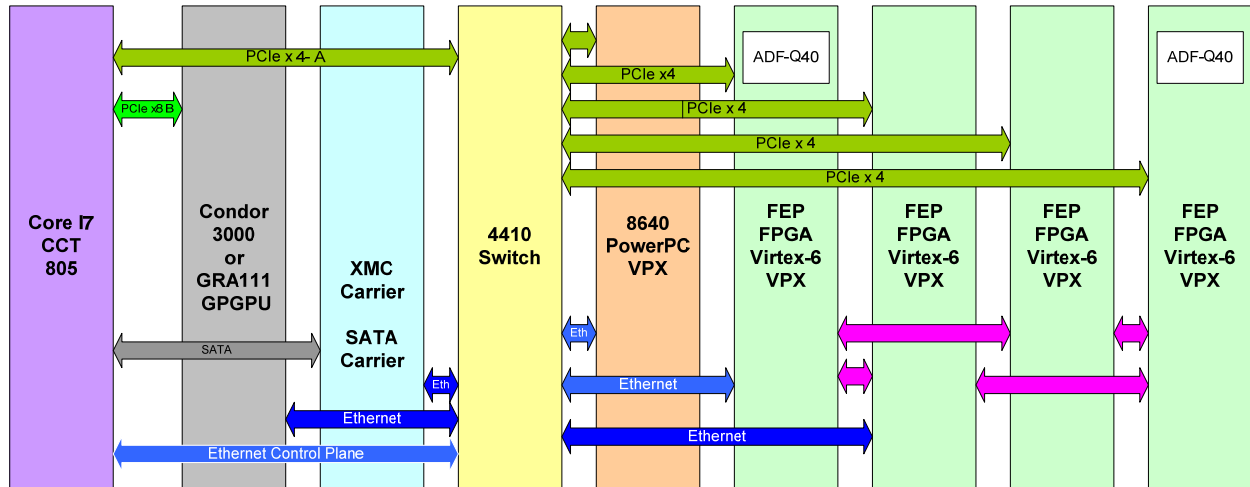 PCIe x 4- A
PCIe x8 B
PCIe x4
PCIe x 4
PCIe x 4
PCIe x 4
ADF-Q40
ADF-Q40
Core I7
CCT
805
Condor
3000
or
GRA111
GPGPU
XMC
Carrier
SATA
Carrier
4410
Switch
8640
PowerPC
VPX
FEP
FPGA
Virtex-6
VPX
FEP
FPGA
Virtex-6
VPX
FEP
FPGA
Virtex-6
VPX
FEP
FPGA
Virtex-6
VPX
SATA
Eth
Ethernet
Ethernet Control Plane
Eth
Ethernet
Ethernet